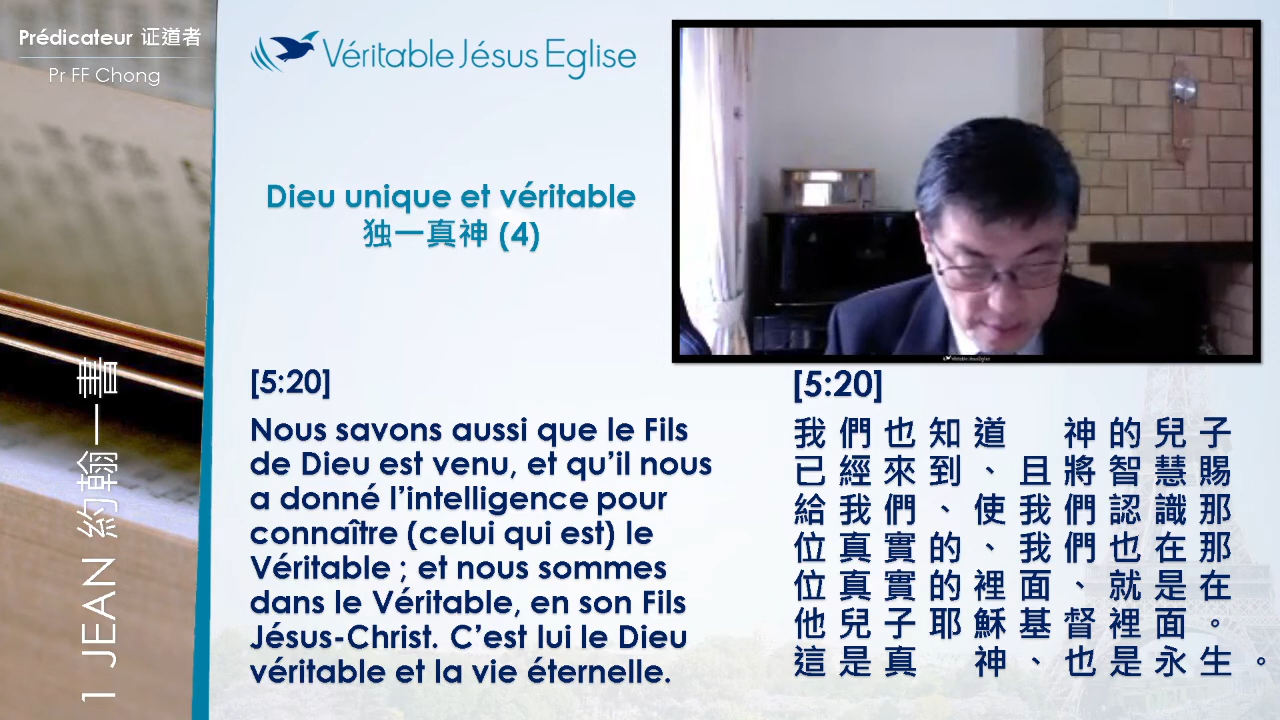 Prédicateur 证道者
Pr FF Chong
1 JEAN 約翰一書
Véritable Jésus Eglise
Dieu unique et véritable
独一真神 (4)
[5:20]
Nous savons aussi que le Fils
de Dieu est venu, et qu’il nous
a donné l’intelligence pour
connaître (celui qui est) le
Véritable ; et nous sommes
dans le Véritable, en son Fils
Jésus-Christ. C’est lui le Dieu
véritable et la vie éternelle.
Véritable Jésus Eglise
[5:20]
我們也知道　神的兒子
已經來到、且將智慧賜
給我們、使我們認識那
位真實的、我們也在那
位真實的裡面、就是在
他兒子耶穌基督裡面。
這是真　神、也是永生。